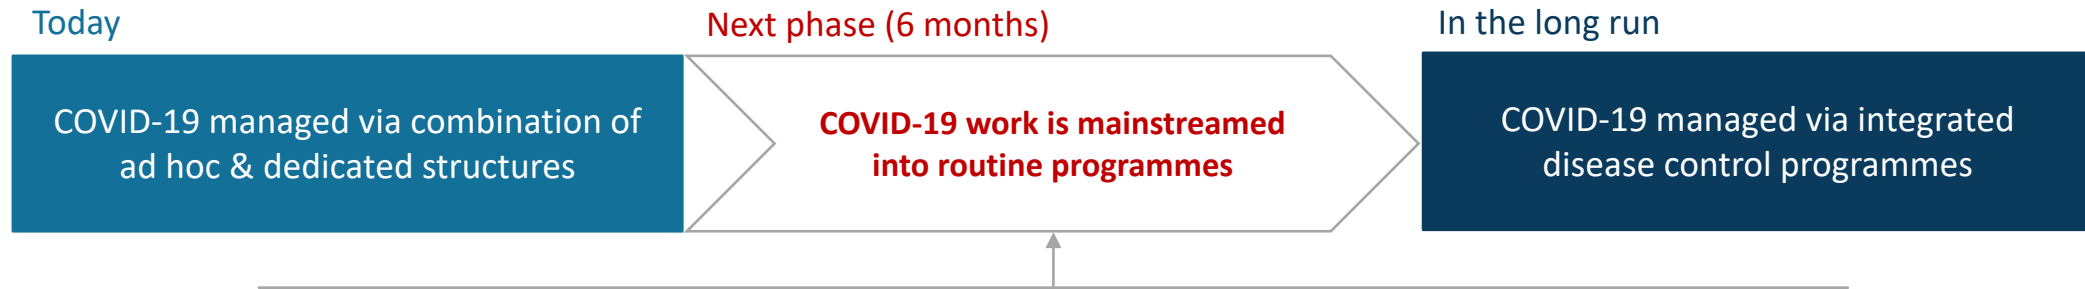 Today
COVID-19 managed via combination of
ad hoc & dedicated structures
Next phase (6 months)
COVID-19 work is mainstreamed
into routine programmes
In the long run
COVID-19 managed via integrated
disease control programmes